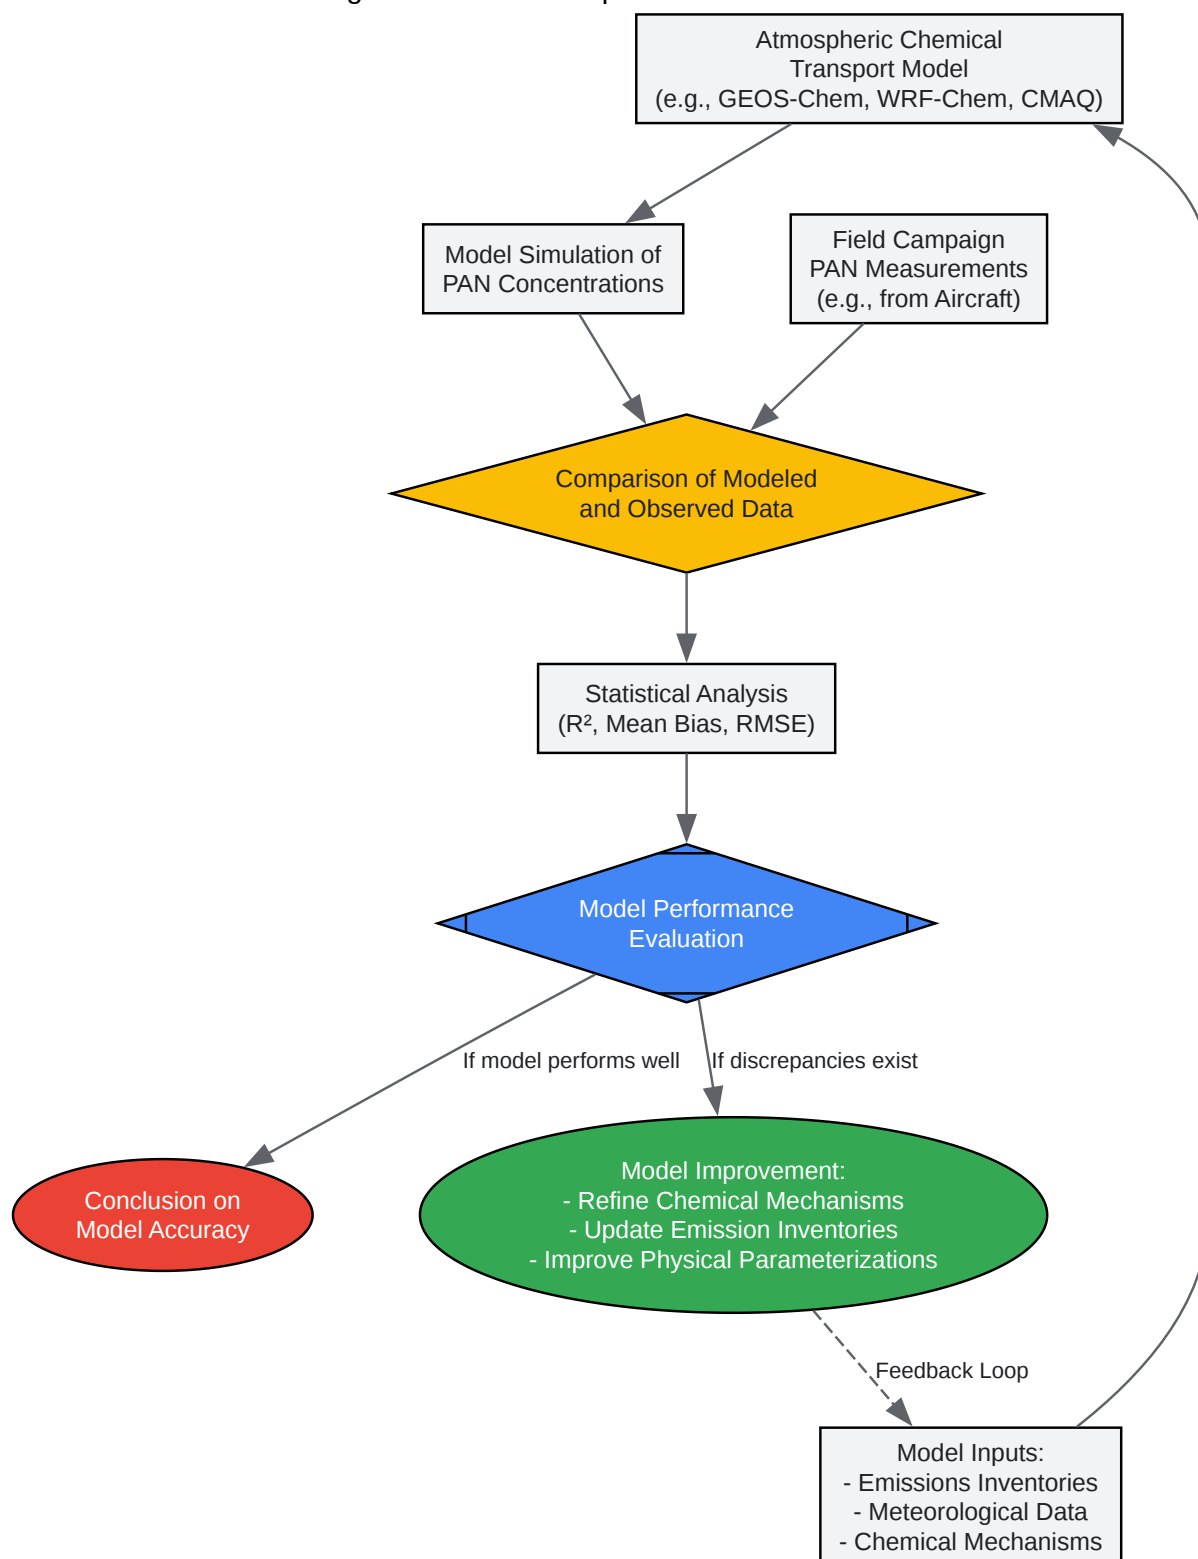 Atmospheric Chemical
Transport Model
(e.g., GEOS-Chem, WRF-Chem, CMAQ)
Model Simulation of
PAN Concentrations
Field Campaign
PAN Measurements
(e.g., from Aircraft)
Comparison of Modeled
and Observed Data
Statistical Analysis
(R², Mean Bias, RMSE)
Model Performance
Evaluation
If model performs well
If discrepancies exist
Conclusion on
Model Accuracy
Model Improvement:
- Refine Chemical Mechanisms
- Update Emission Inventories
- Improve Physical Parameterizations
Feedback Loop
Model Inputs:
- Emissions Inventories
- Meteorological Data
- Chemical Mechanisms